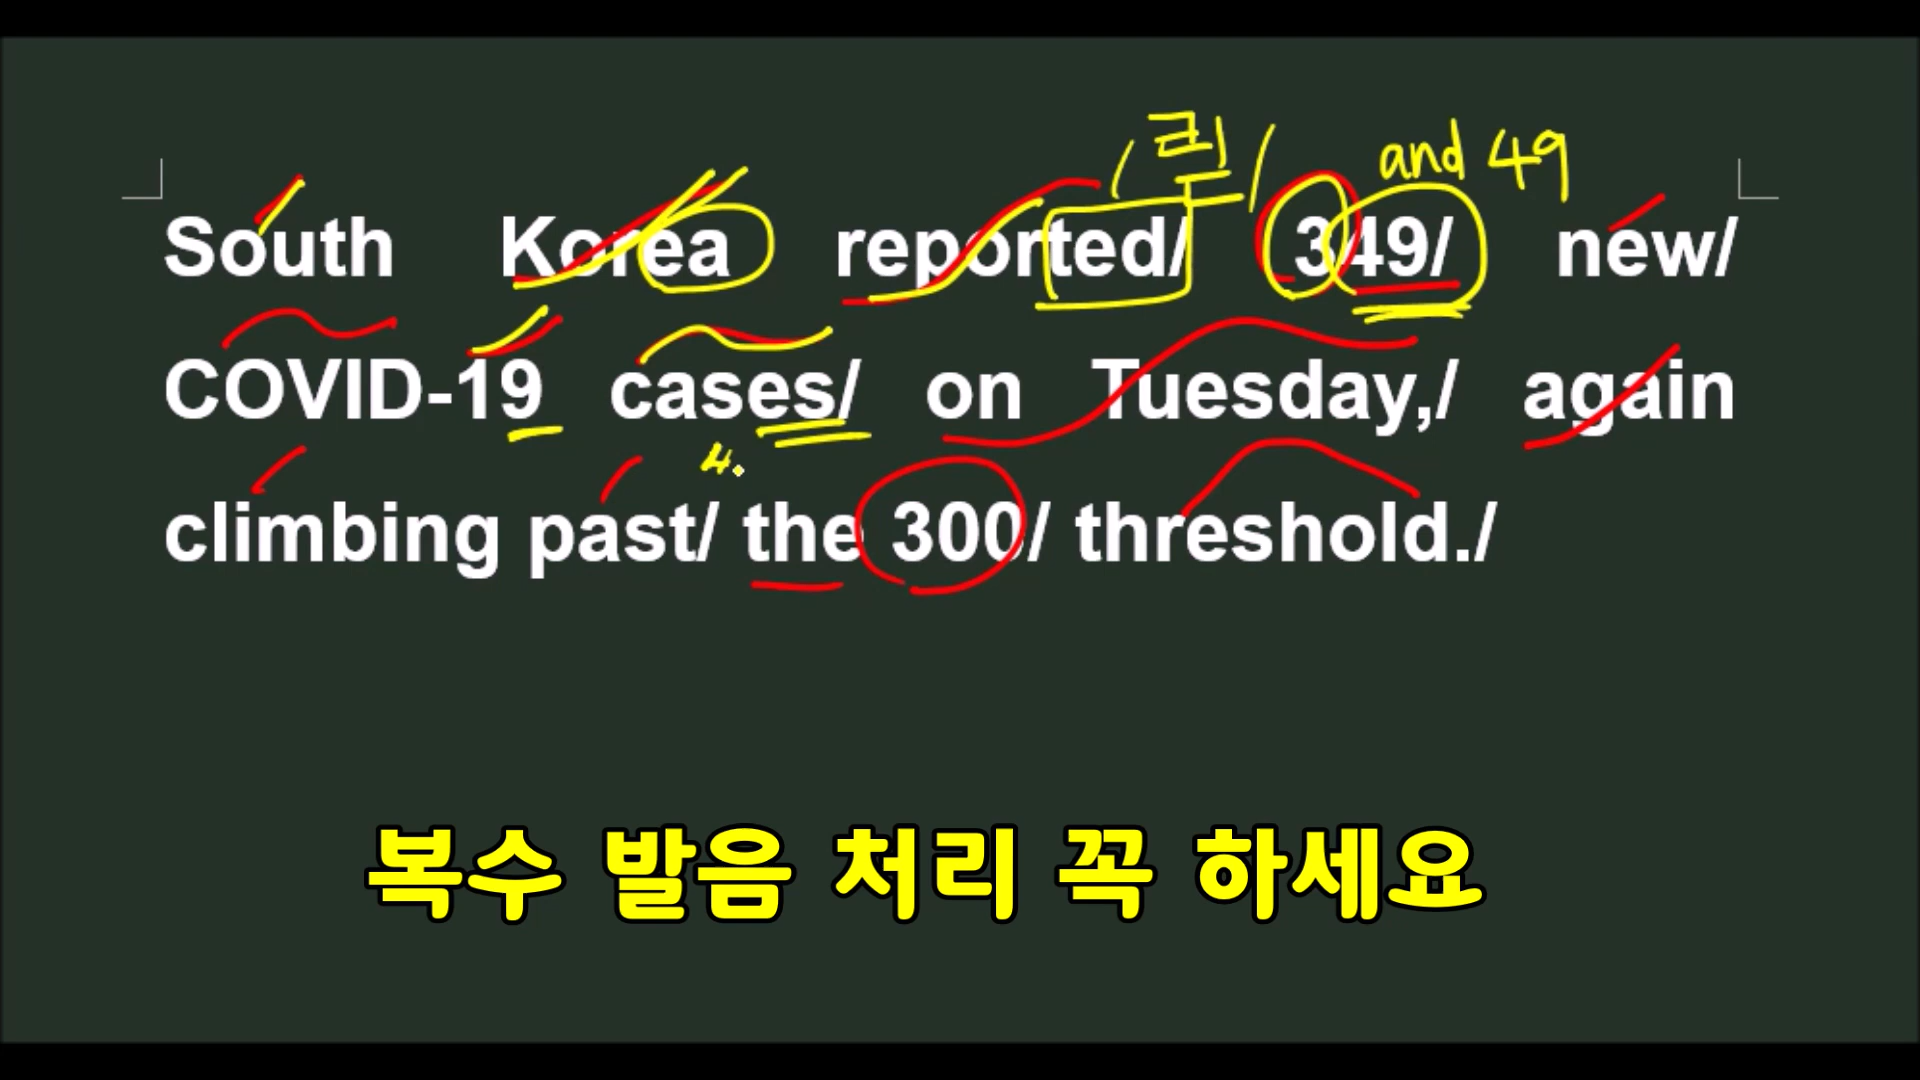 릳
and 49
South Korea reported/ 349/ new/
COVID-19 cases/ on Tuesday,/ again
climbing past/ the 300/ threshold./
복수 발음 처리 꼭 하세요